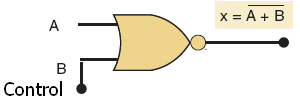 A
x = A + B
B
Control